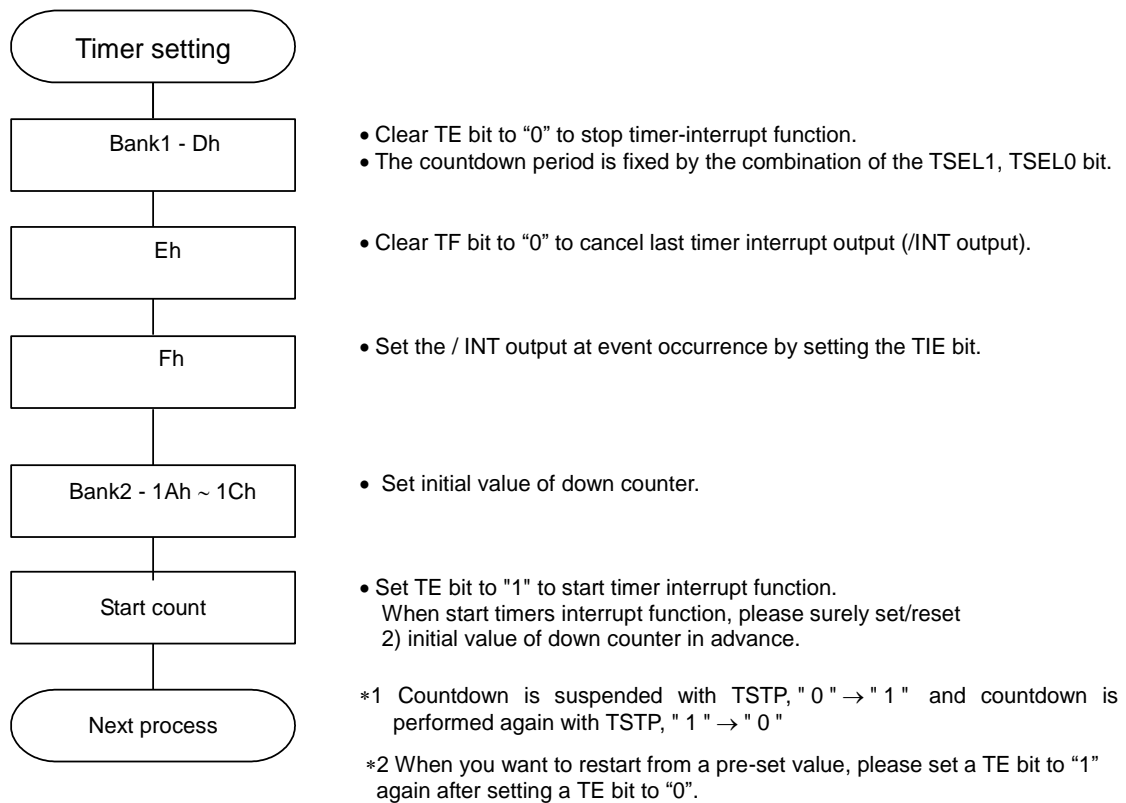 Timer setting
Bank1 - Dh
• Clear TE bit to “0” to stop timer-interrupt function.
• The countdown period is fixed by the combination of the TSEL1, TSEL0 bit.
Eh
• Clear TF bit to “0” to cancel last timer interrupt output (/INT output).
Fh
• Set the / INT output at event occurrence by setting the TIE bit.
Bank2 - 1Ah ~ 1Ch
• Set initial value of down counter.
Start count
• Set TE bit to "1" to start timer interrupt function.
When start timers interrupt function, please surely set/reset
2) initial value of down counter in advance.
Next process
*1 Countdown is suspended with TSTP, " 0 " → " 1 " and countdown is
performed again with TSTP, " 1 " → " 0 "
*2 When you want to restart from a pre-set value, please set a TE bit to “1”
again after setting a TE bit to “0”.